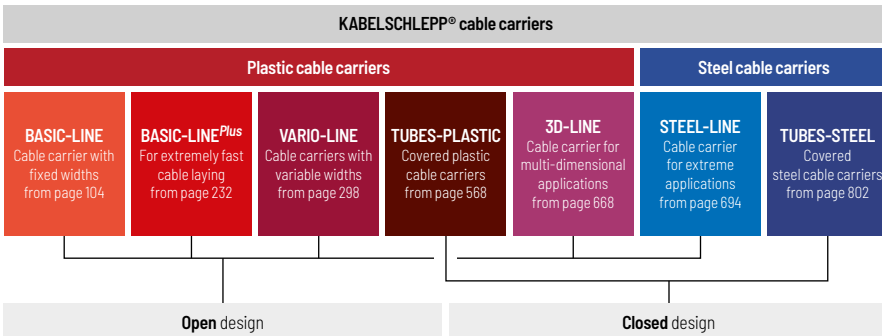 KABELSCHLEPP® cable carriers
Plastic cable carriers
Steel cable carriers
BASIC-LINE
Cable carrier with
fixed widths
from page 104
BASIC-LINEPlus
For extremely fast
cable laying
from page 232
VARIO-LINE
Cable carriers with
variable widths
from page 298
TUBES-PLASTIC
Covered plastic
cable carriers
from page 568
3D-LINE
Cable carrier for
multi-dimensional
applications
from page 668
STEEL-LINE
Cable carrier
for extreme
applications
from page 694
TUBES-STEEL
Covered
steel cable carriers
from page 802
Open design
Closed design